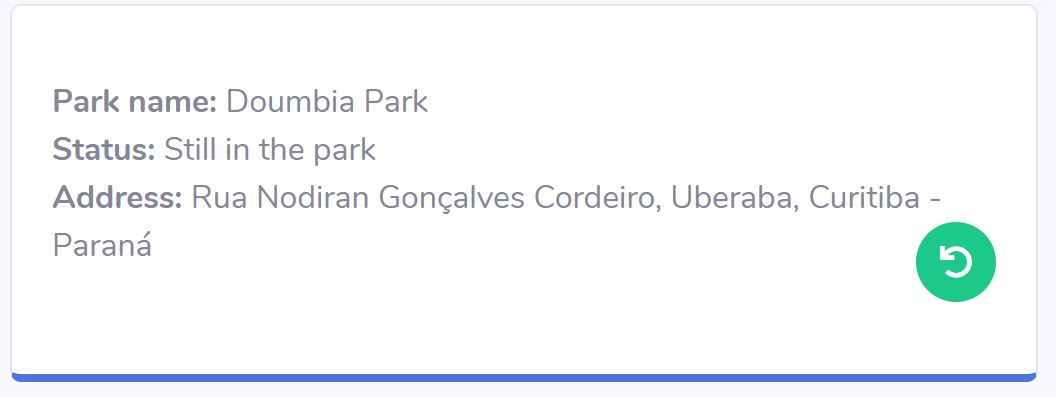 Park name: Doumbia Park
Status: Still in the park
Address: Rua Nodiran Gonçalves Cordeiro, Uberaba, Curitiba -
Paraná